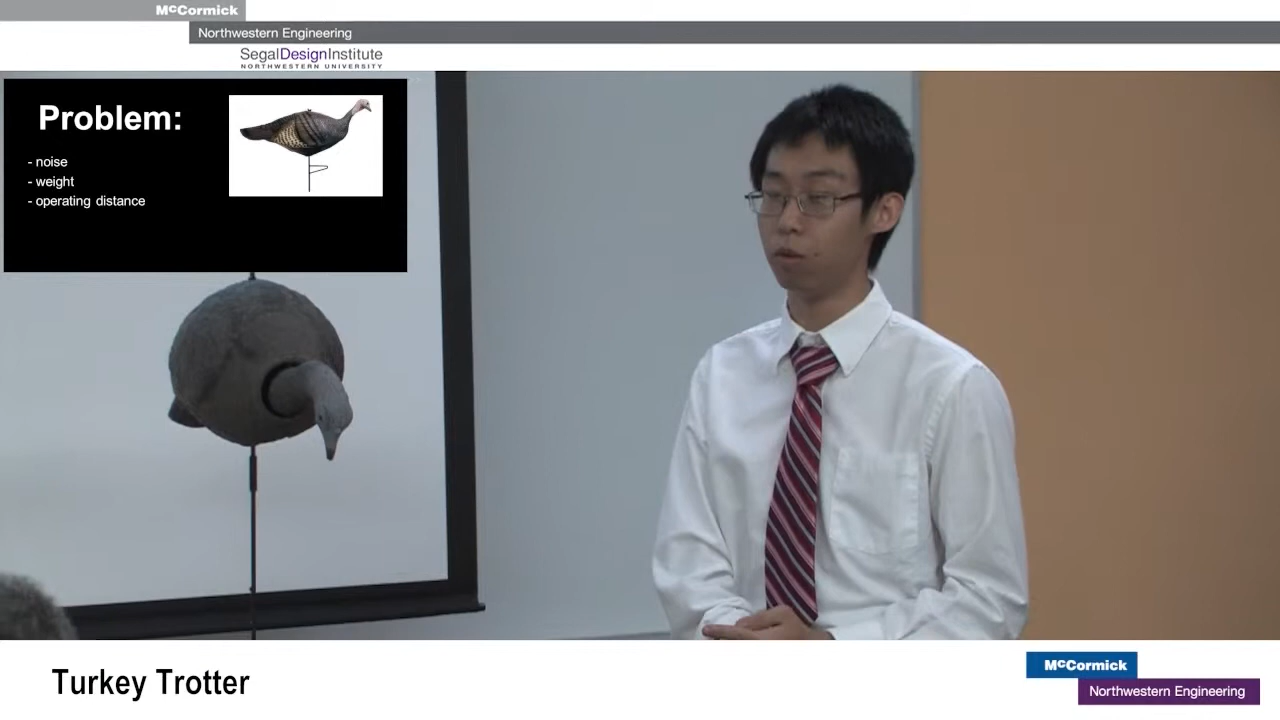 McCormick
Northwestern Engineering
SegalDesignInstitute
NORTHWESTERN UNIVERSITY
Problem:
- noise
- weight
- operating distance
Turkey Trotter
McCormick
Northwestern Engineering